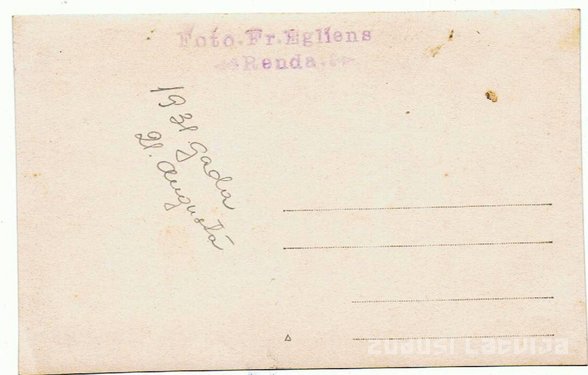 Foto.Fr.Egliens
Renda.
1931 gada
21. augustā
zudusi Latvija